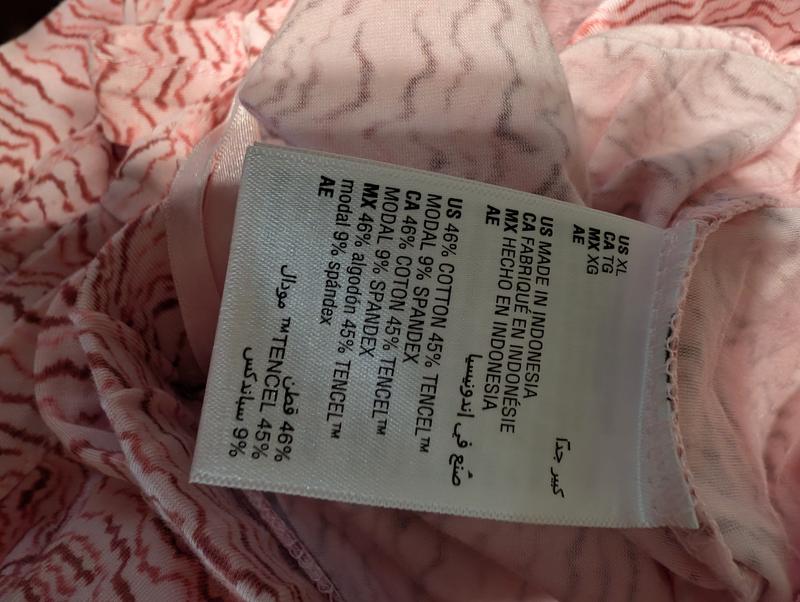 US XL
CA TG
MX XG
AE
كبير جدا
US MADE IN INDONESIA
CA FABRIQUÉ EN INDONÉSIE
MX HECHO EN INDONESIA
AE
صنع في اندونيسيا
US 46% COTTON 45% TENCEL™
MODAL 9% SPANDEX
CA 46% COTON 45% TENCEL™
MODAL 9% SPANDEX
MX 46% algodón 45% TENCEL™
modal 9% spándex
AE
46% قطن
45% TENCEL™ مودال
9% سباندكس